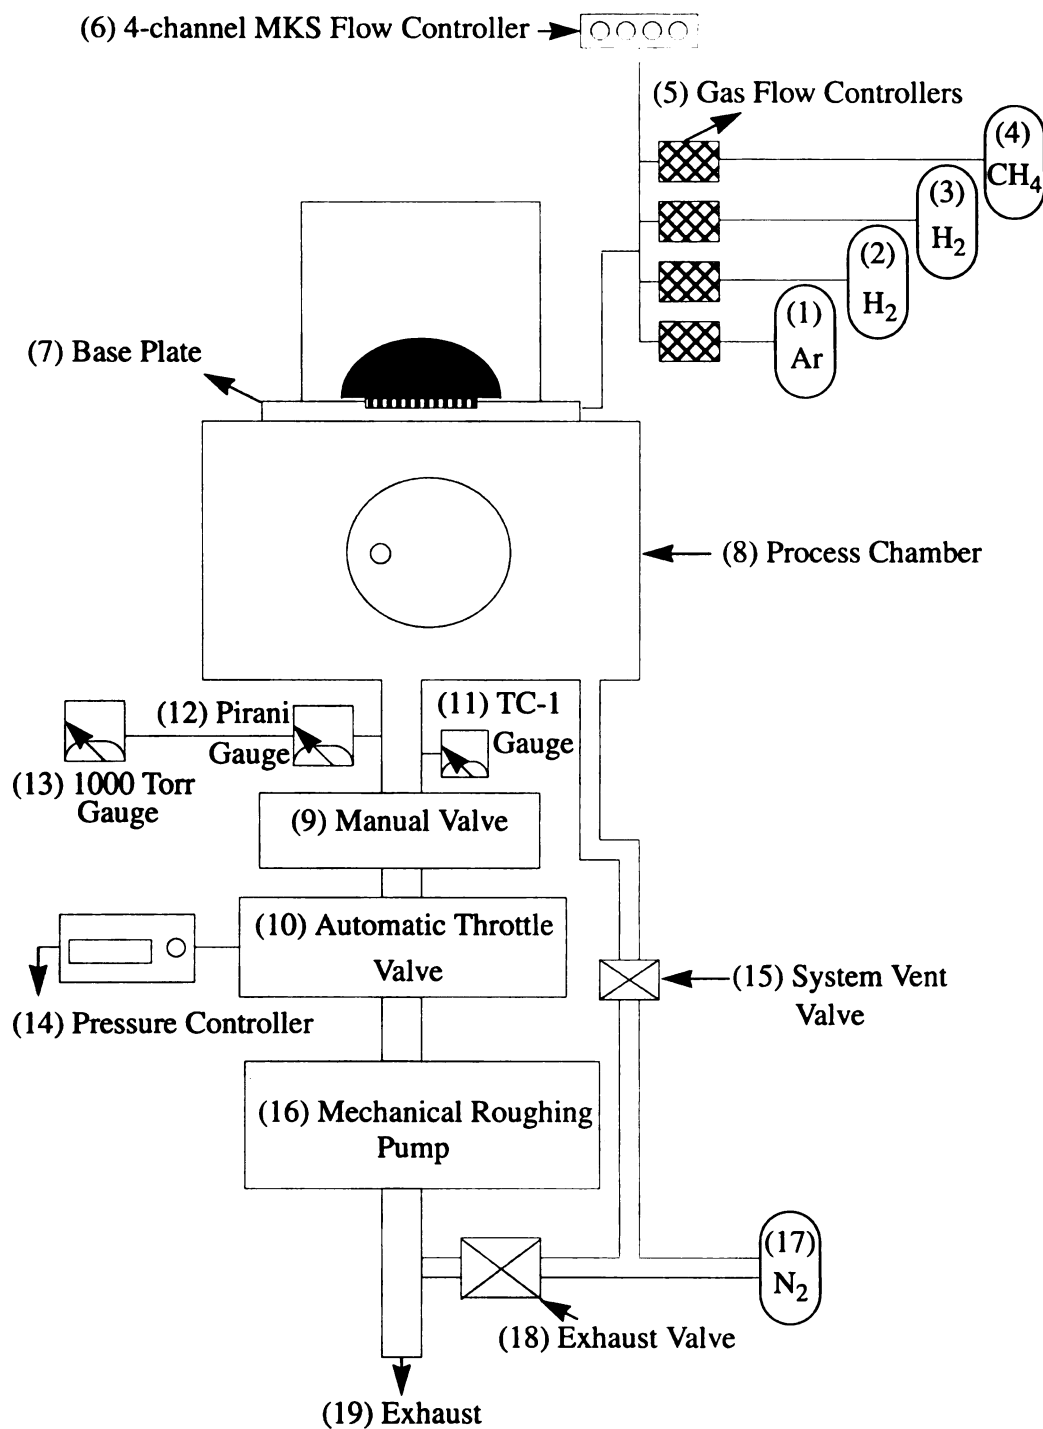 (6) 4-channel MKS Flow Controller
(5) Gas Flow Controllers
(4)
CH4
(3)
H2
(2)
H2
(1)
Ar
(7) Base Plate
(8) Process Chamber
(11) TC-1
Gauge
(12) Pirani
Gauge
(13) 1000 Torr
Gauge
(9) Manual Valve
(10) Automatic Throttle
Valve
(14) Pressure Controller
(15) System Vent
Valve
(16) Mechanical Roughing
Pump
(17)
N2
(18) Exhaust Valve
(19) Exhaust